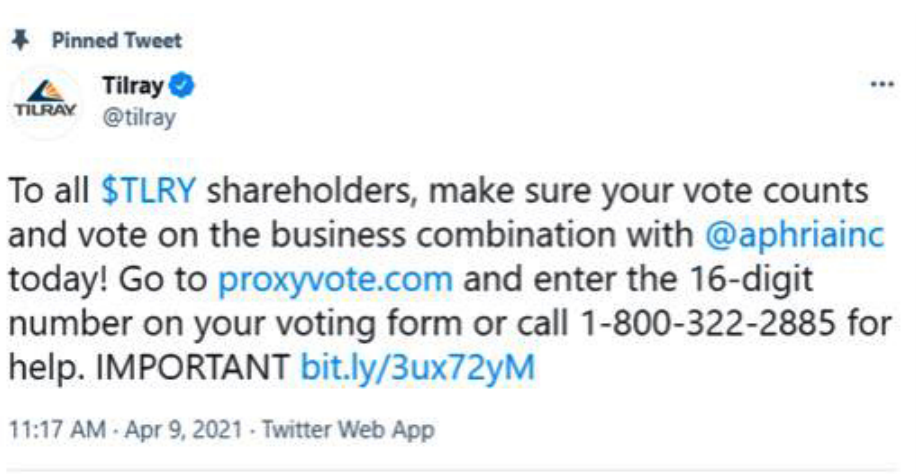 Pinned Tweet
Tilray
TILRAY
@tilray
To all $TLRY shareholders, make sure your vote counts
and vote on the business combination with @aphriainc
today! Go to proxyvote.com and enter the 16-digit
number on your voting form or call 1-800-322-2885 for
help. IMPORTANT bit.ly/3ux72yM
11:17 AM · Apr 9, 2021 · Twitter Web App